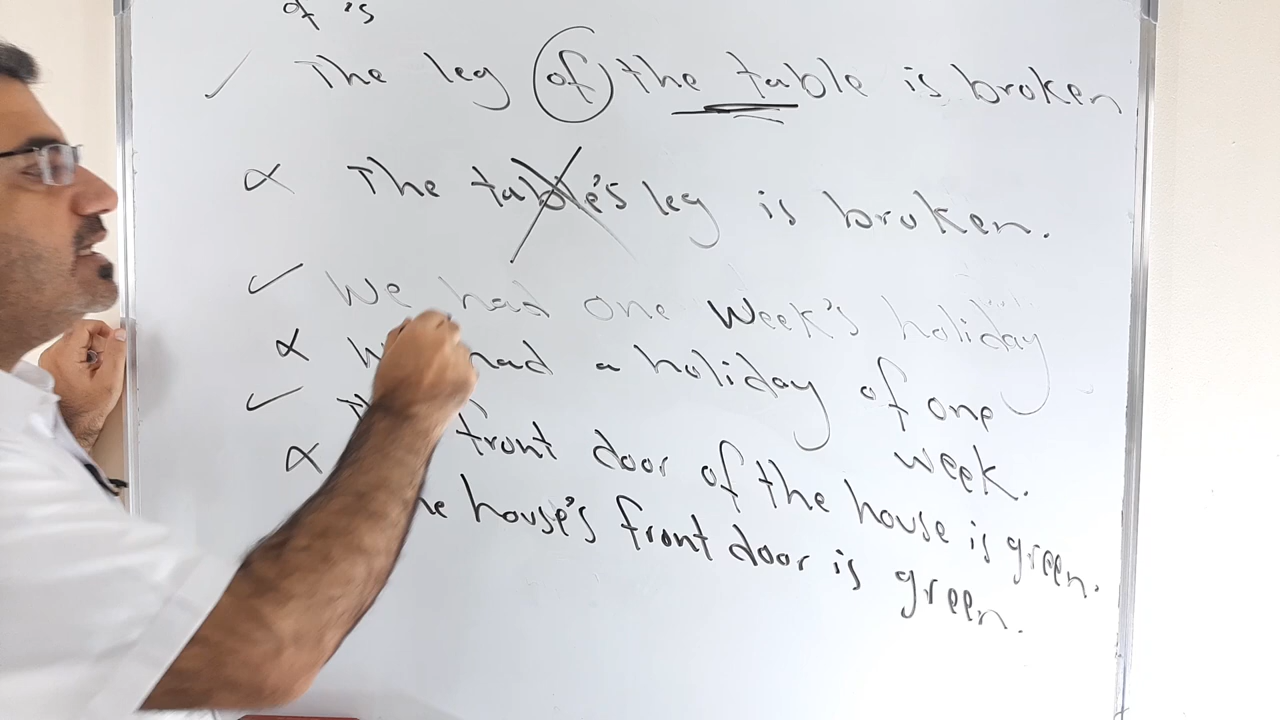 of is
✓ The leg of the table is broken
× The table's leg is broken.
✓ We had one week's holiday
× had a holiday of one
week.
✓ front door of the house is green.
× house's front door is green.